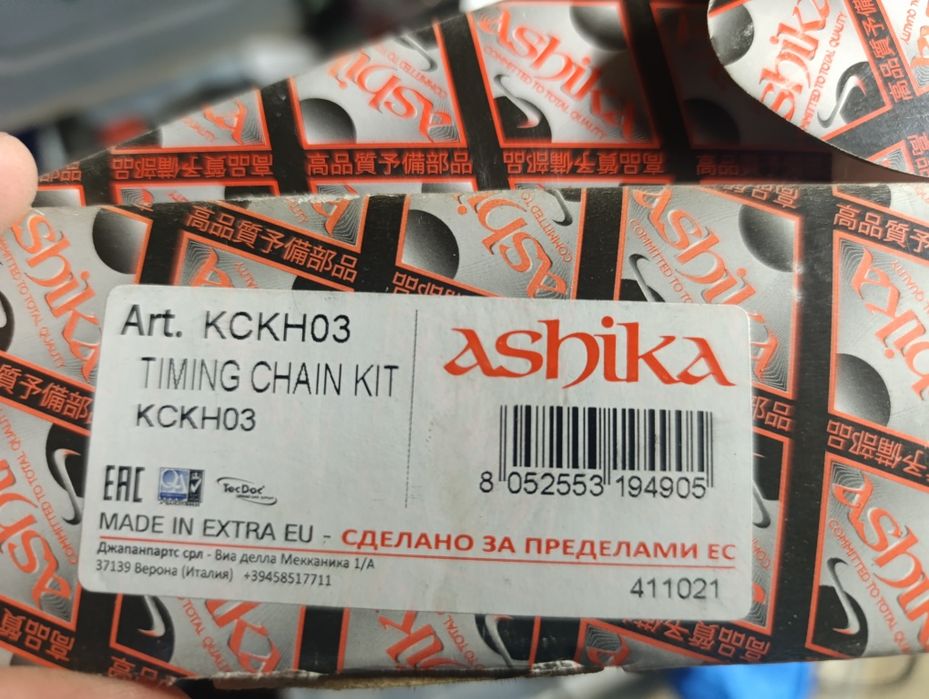 Art. KCKH03
TIMING CHAIN KIT
KCKH03
ashika
8 052553 194905
EAC
TecDoc
MADE IN EXTRA EU - СДЕЛАНО ЗА ПРЕДЕЛАМИ ЕС
Джапанпартс срл - Виа делла Мекканика 1/А
37139 Верона (Италия) +39458517711
411021
Ashika
COMMITTED TO TOTAL QUALITY
高品質予備部品